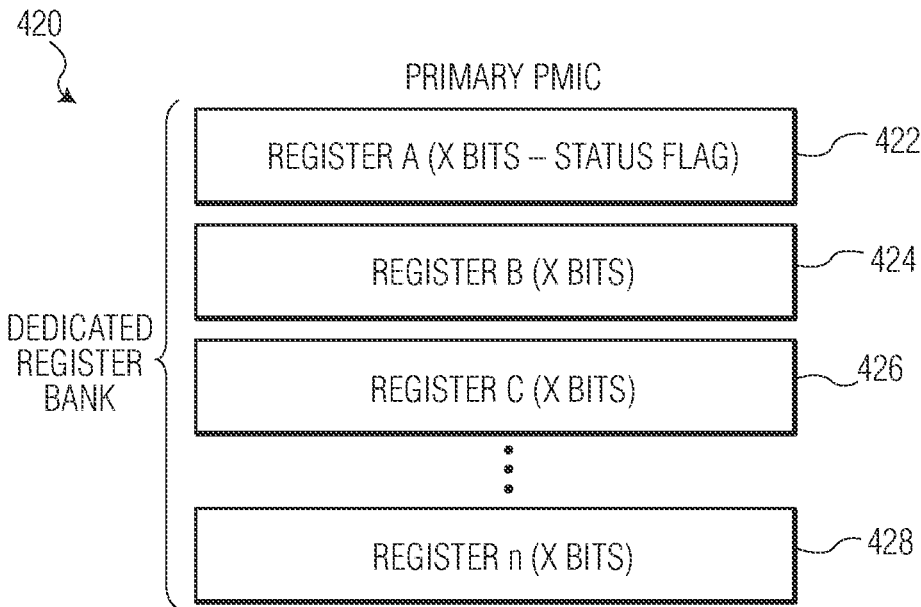 420
PRIMARY PMIC
REGISTER A (X BITS – STATUS FLAG)
422
REGISTER B (X BITS)
424
DEDICATED
REGISTER
BANK
REGISTER C (X BITS)
426
REGISTER n (X BITS)
428